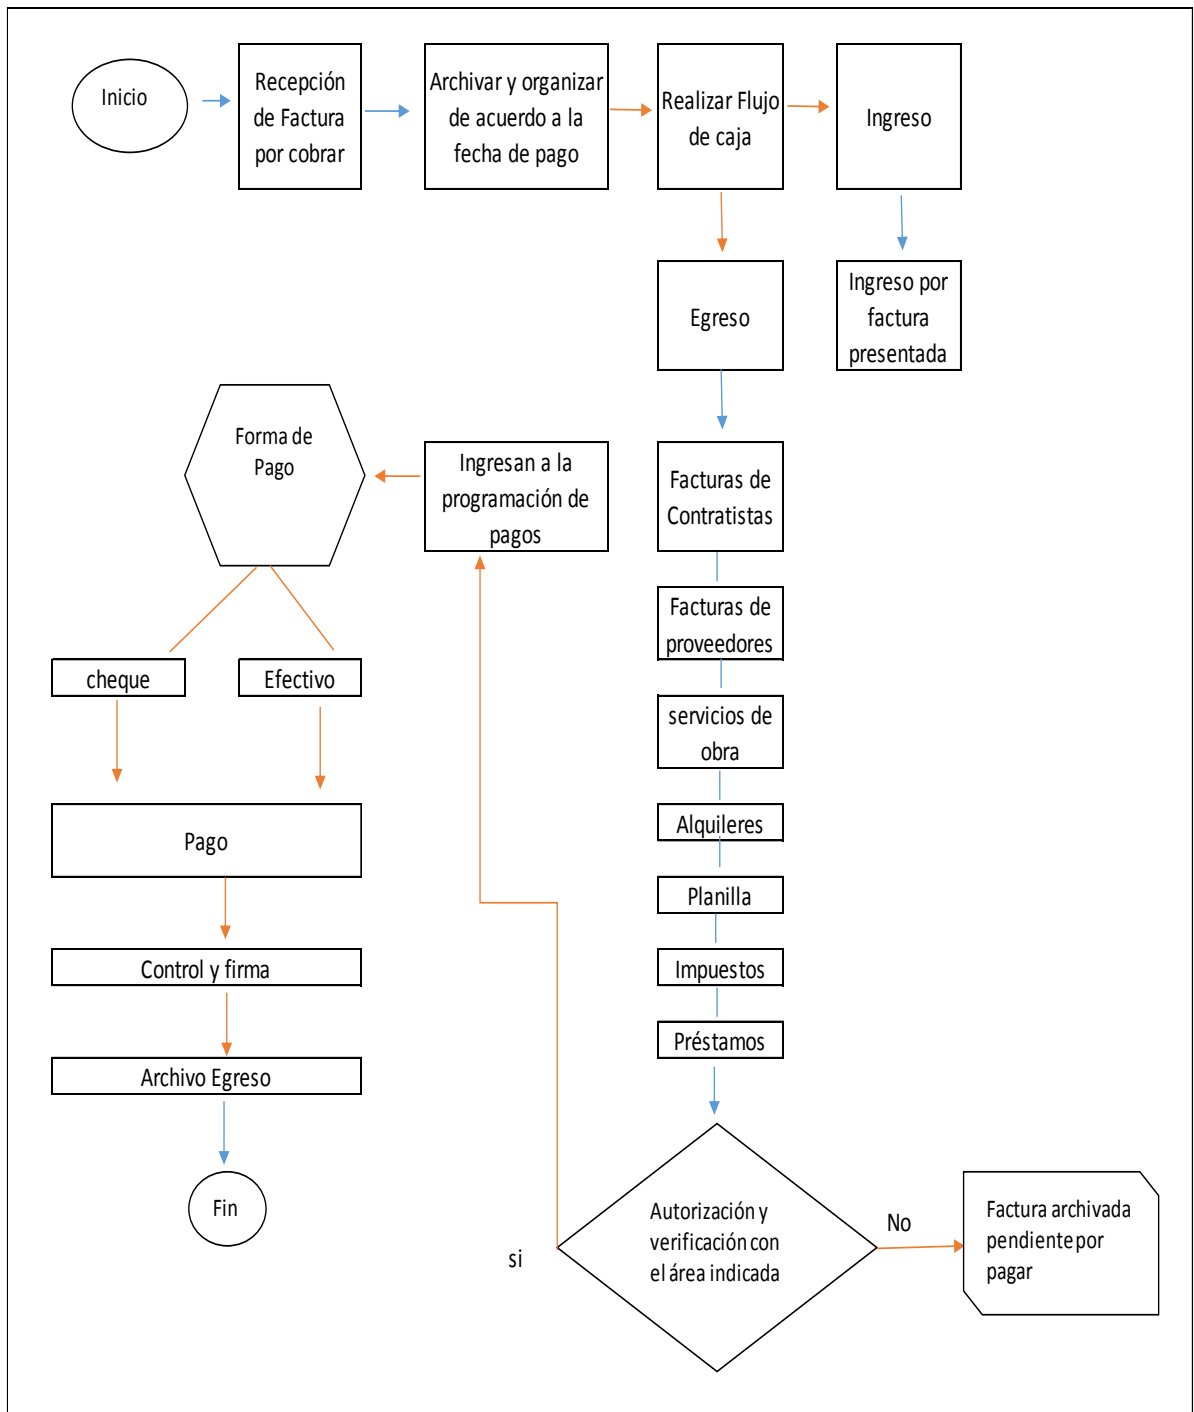 Inicio
Recepción
de Factura
por cobrar
Archivar y organizar
de acuerdo a la
fecha de pago
Realizar Flujo
de caja
Ingreso
Egreso
Ingreso por
factura
presentada
Forma de
Pago
Ingresan a la
programación de
pagos
Facturas de
Contratistas
Facturas de
proveedores
cheque
Efectivo
servicios de
obra
Pago
Alquileres
Planilla
Control y firma
Impuestos
Préstamos
Archivo Egreso
Fin
Autorización y
verificación con
el área indicada
si
No
Factura archivada
pendiente por
pagar